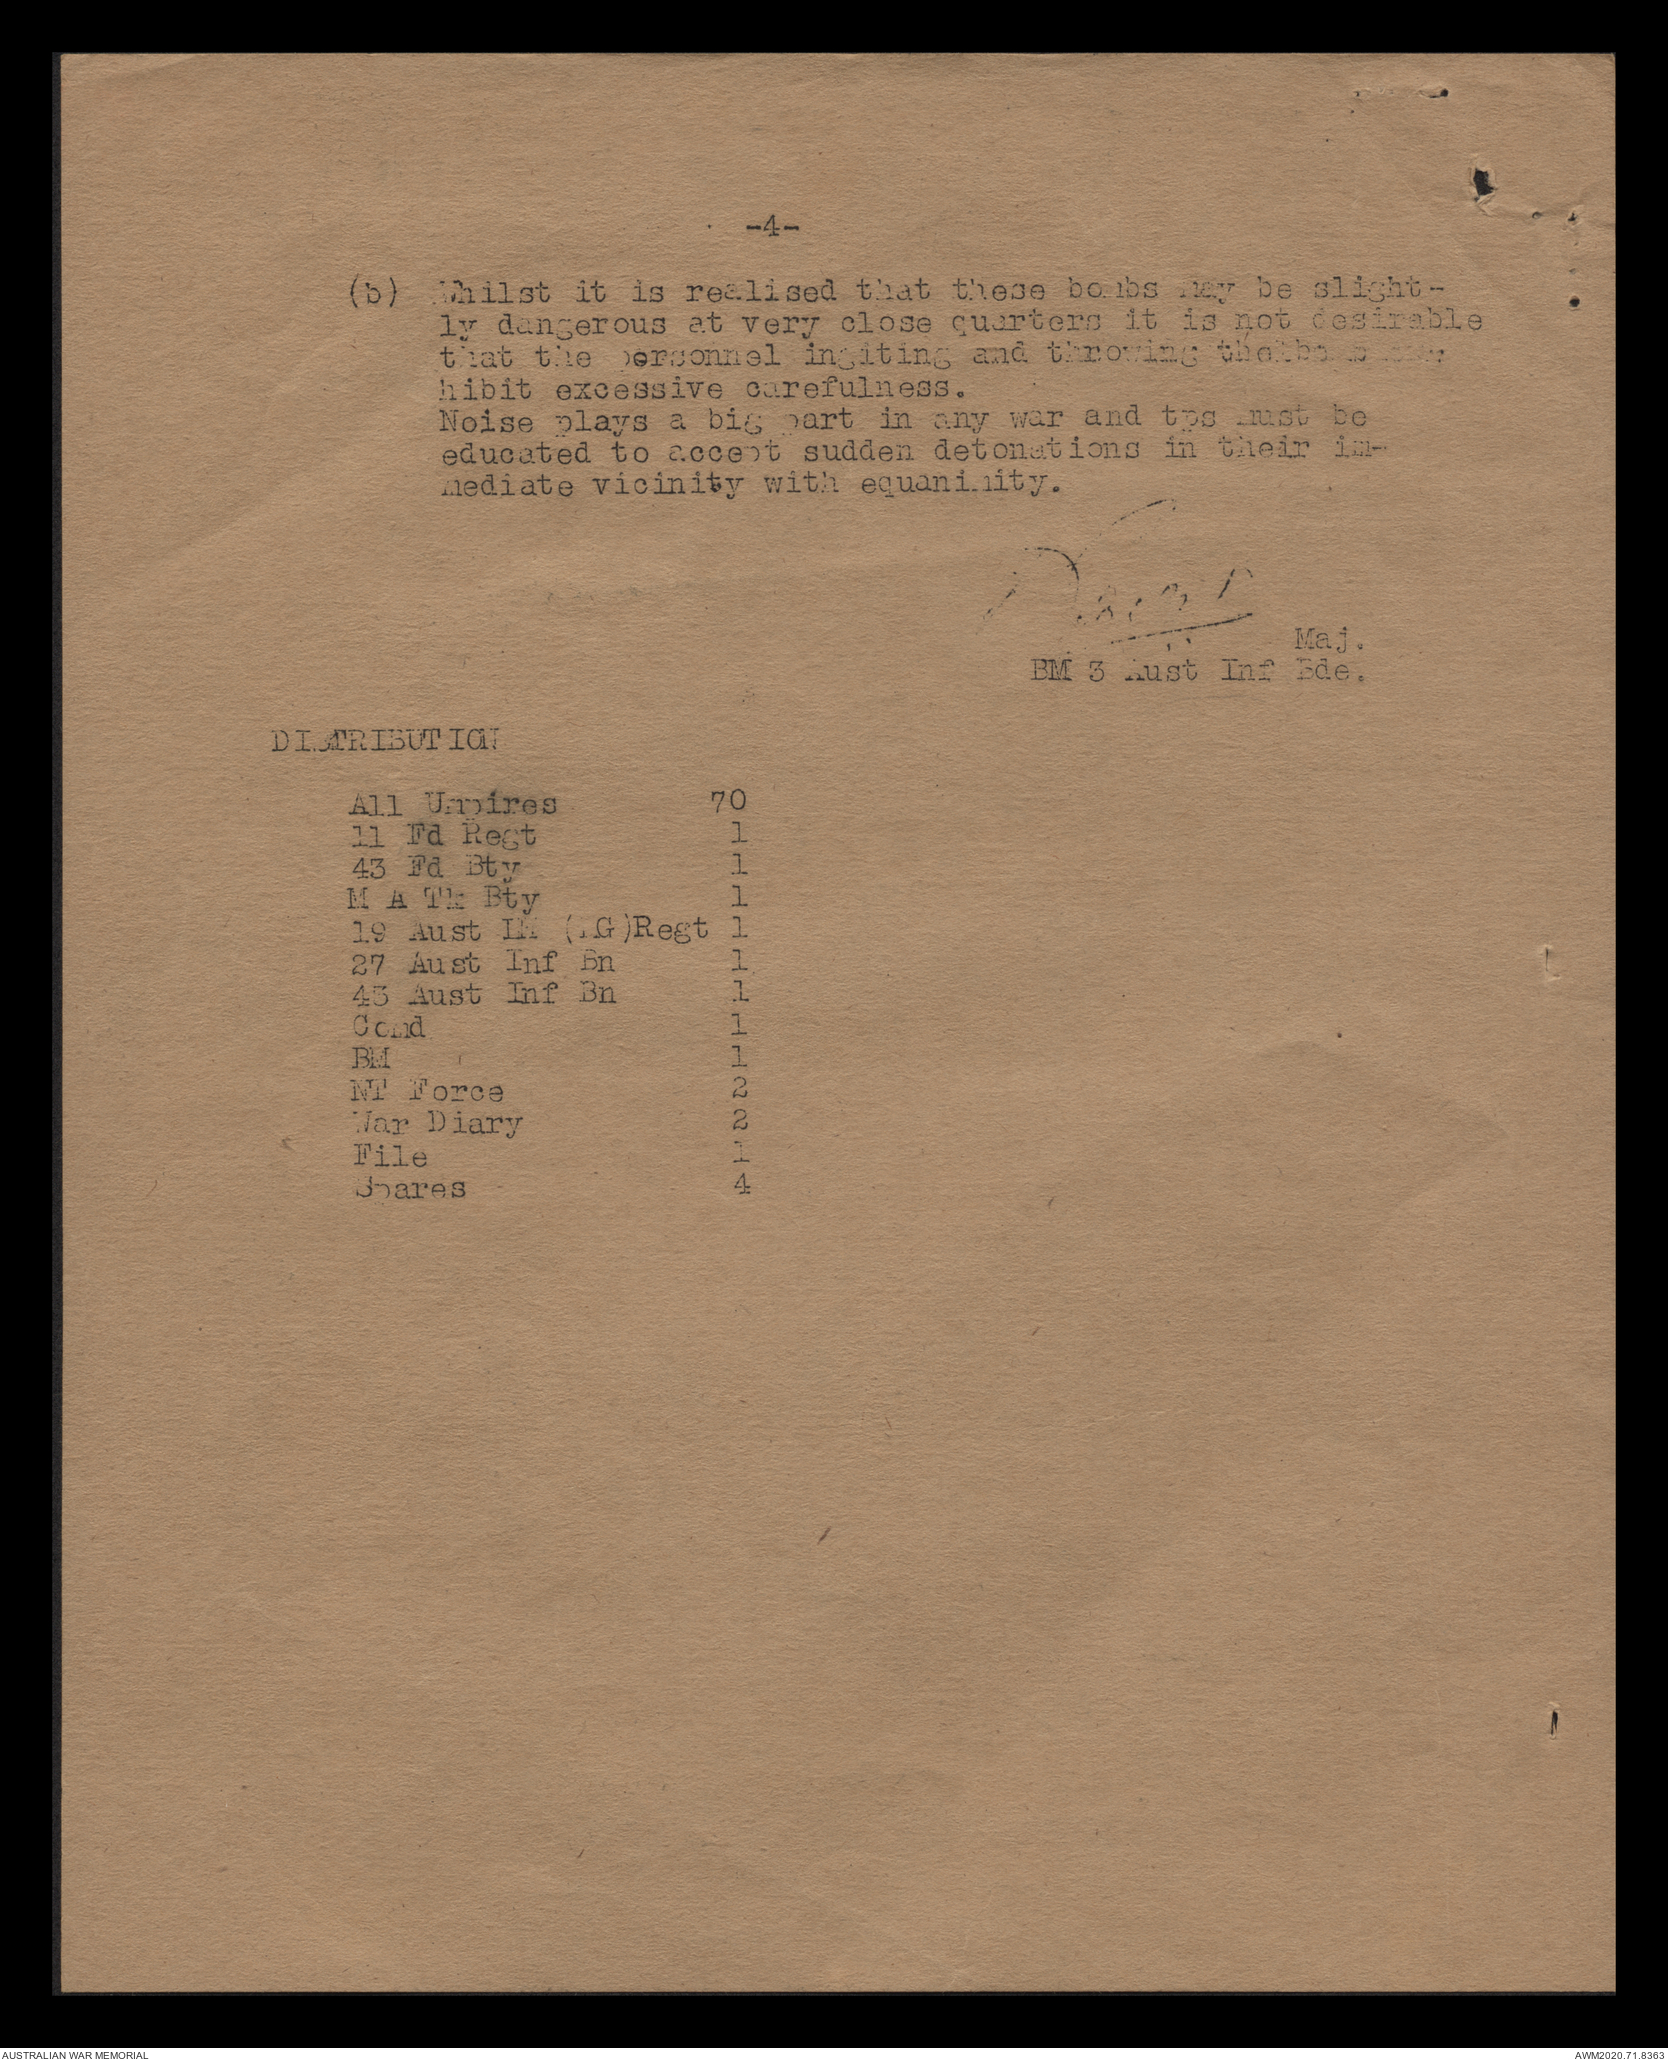 -4-
(b) Whilst it is realised that these bombs may be slight-
ly dangerous at very close quarters it is not desirable
that the personnel ingiting and throwing
hibit excessive carefulness.
Noise plays a big part in any war and tps must be
educated to accept sudden detonations in their im-
mediate vicinity with equanimity.
Maj.
BM 3 Aust Inf Bde.
DISTRIBUTION
All Umpires 70
11 Fd Regt 1
43 Fd Bty 1
M A Tk Bty 1
19 Aust LH (MG)Regt 1
27 Aust Inf Bn 1
43 Aust Inf Bn 1
Comd 1
BM 1
NT Force 2
War Diary 2
File 1
Spares 4
AUSTRALIAN WAR MEMORIAL
AWM2020.71.8363